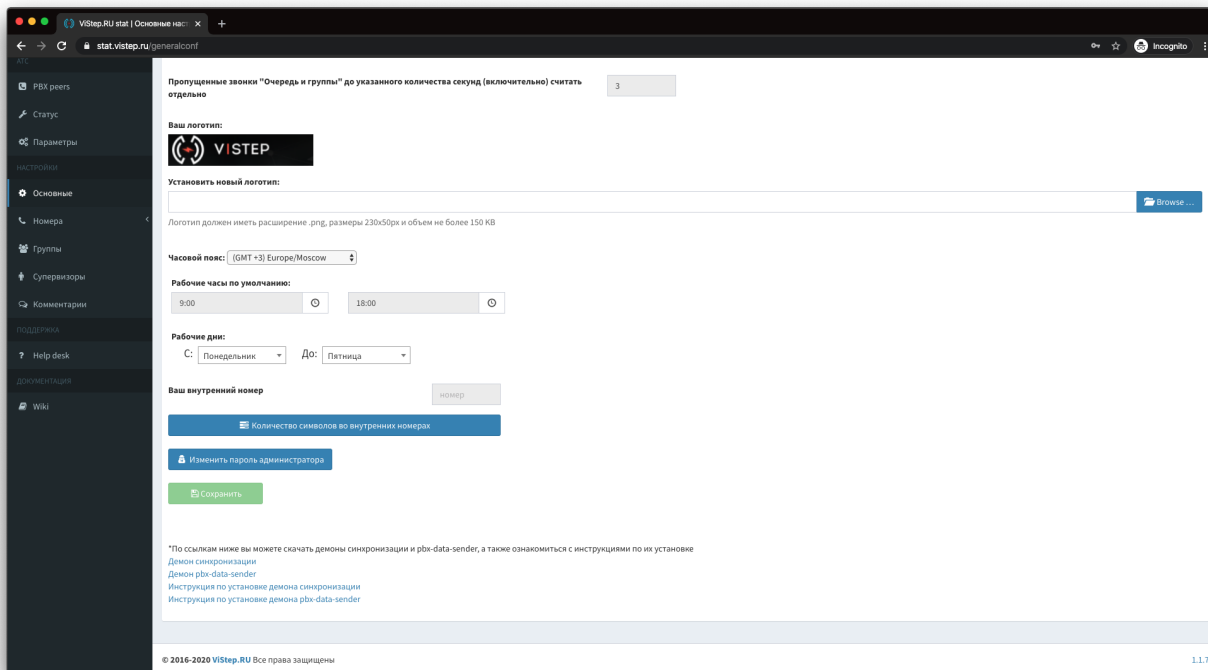 ViStep.RU stat | Основные наст
stat.vistep.ru/generalconf
Incognito
АТС
PBX peers
Статус
Параметры
НАСТРОЙКИ
Основные
Номера
Группы
Супервизоры
Комментарии
ПОДДЕРЖКА
Help desk
ДОКУМЕНТАЦИЯ
Wiki
Пропущенные звонки "Очередь и группы" до указанного количества секунд (включительно) считать
отдельно
3
Ваш логотип:
VISTEP
Установить новый логотип:
Browse ...
Логотип должен иметь расширение .png, размеры 230x50px и объем не более 150 KB
Часовой пояс: (GMT +3) Europe/Moscow
Рабочие часы по умолчанию:
9:00 18:00
Рабочие дни:
С: Понедельник До: Пятница
Ваш внутренний номер номер
Количество символов во внутренних номерах
Изменить пароль администратора
Сохранить
*По ссылкам ниже вы можете скачать демоны синхронизации и pbx-data-sender, а также ознакомиться с инструкциями по их установке
Демон синхронизации
Демон pbx-data-sender
Инструкция по установке демона синхронизации
Инструкция по установке демона pbx-data-sender
© 2016-2020 ViStep.RU Все права защищены
1.1.7